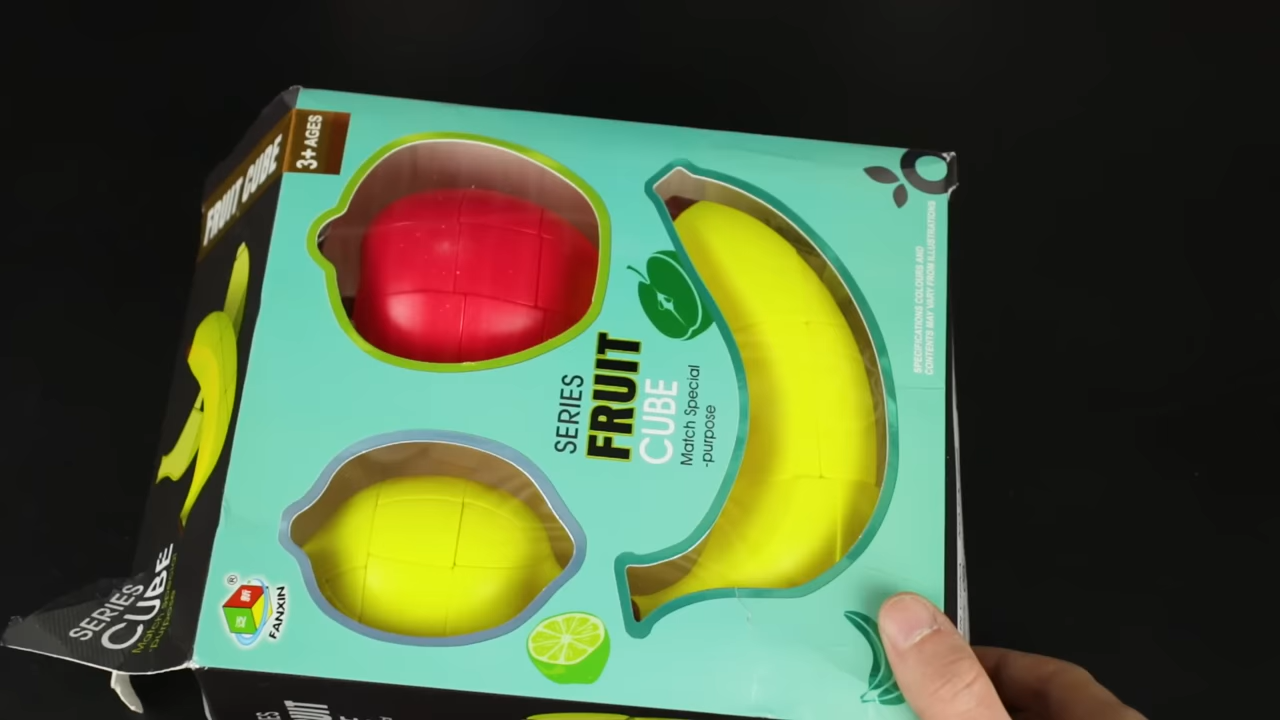 3+ AGES
FRUIT CUBE
SPECIFICATIONS COLOURS AND
CONTENTS MAY VARY FROM ILLUSTRATIONS
SERIES
FRUIT
CUBE
Match Special
-purpose
®
FANXIN
SERIES
CUBE